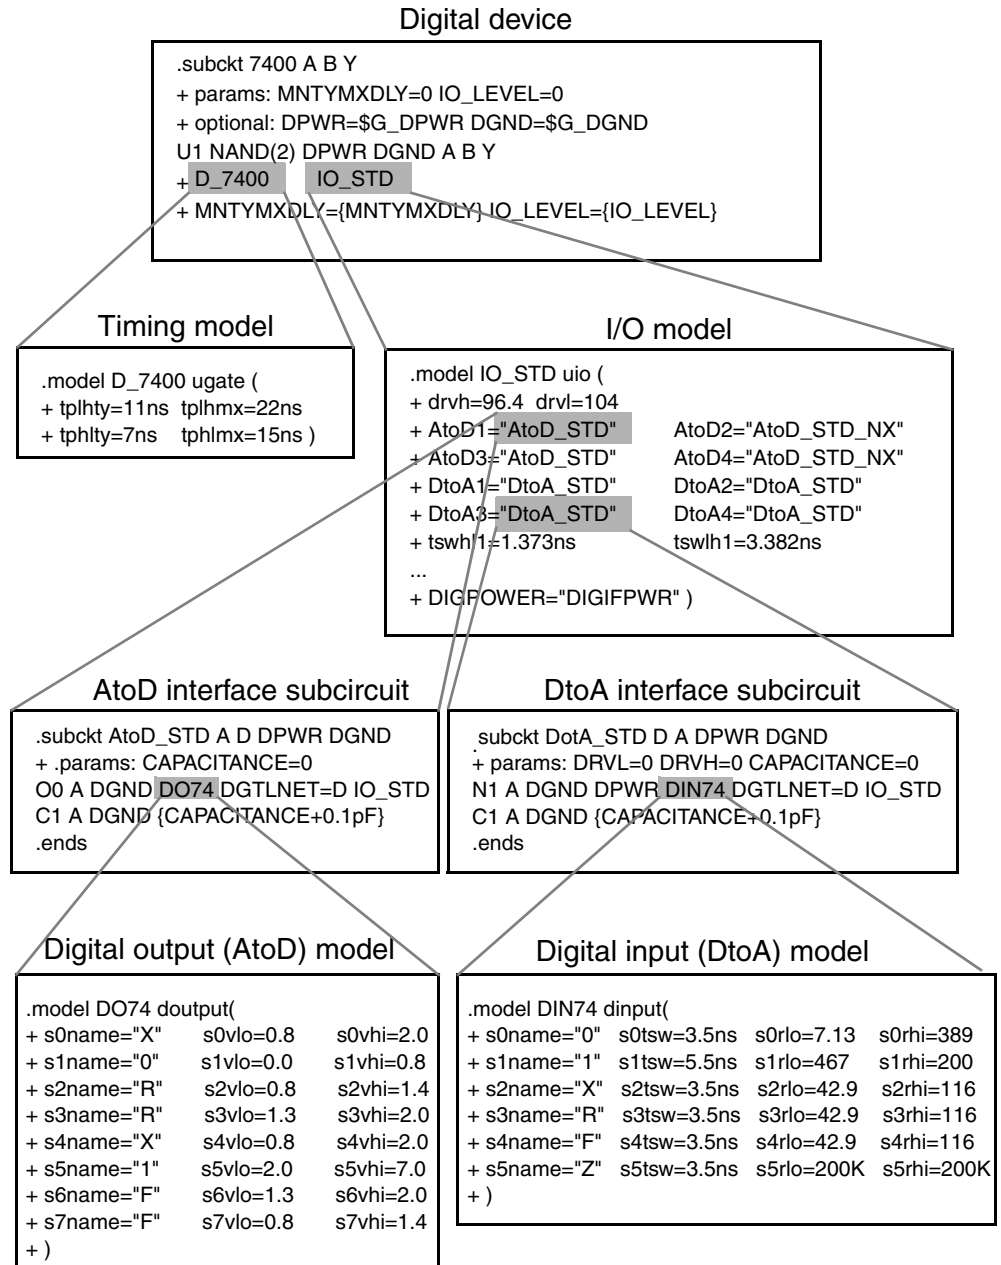 Digital device
.subckt 7400 A B Y
+ params: MNTYMXDLY=0 IO_LEVEL=0
+ optional: DPWR=$G_DPWR DGND=$G_DGND
U1 NAND(2) DPWR DGND A B Y
+ D_7400 IO_STD
+ MNTYMXDLY={MNTYMXDLY} IO_LEVEL={IO_LEVEL}
Timing model
.model D_7400 ugate (
+ tplhty=11ns tplhmx=22ns
+ tphlty=7ns tphlmx=15ns )
I/O model
.model IO_STD uio (
+ drvh=96.4 drvl=104
+ AtoD1="AtoD_STD" AtoD2="AtoD_STD_NX"
+ AtoD3="AtoD_STD" AtoD4="AtoD_STD_NX"
+ DtoA1="DtoA_STD" DtoA2="DtoA_STD"
+ DtoA3="DtoA_STD" DtoA4="DtoA_STD"
+ tswhl1=1.373ns tswlh1=3.382ns
...
+ DIGPOWER="DIGIFPWR" )
AtoD interface subcircuit
.subckt AtoD_STD A D DPWR DGND
+ .params: CAPACITANCE=0
O0 A DGND DO74 DGTLNET=D IO_STD
C1 A DGND {CAPACITANCE+0.1pF}
.ends
DtoA interface subcircuit
.subckt DotA_STD D A DPWR DGND
+ params: DRVL=0 DRVH=0 CAPACITANCE=0
N1 A DGND DPWR DIN74 DGTLNET=D IO_STD
C1 A DGND {CAPACITANCE+0.1pF}
.ends
Digital output (AtoD) model
.model DO74 doutput(
+ s0name="X" s0vlo=0.8 s0vhi=2.0
+ s1name="0" s1vlo=0.0 s1vhi=0.8
+ s2name="R" s2vlo=0.8 s2vhi=1.4
+ s3name="R" s3vlo=1.3 s3vhi=2.0
+ s4name="X" s4vlo=0.8 s4vhi=2.0
+ s5name="1" s5vlo=2.0 s5vhi=7.0
+ s6name="F" s6vlo=1.3 s6vhi=2.0
+ s7name="F" s7vlo=0.8 s7vhi=1.4
+ )
Digital input (DtoA) model
.model DIN74 dinput(
+ s0name="0" s0tsw=3.5ns s0rlo=7.13 s0rhi=389
+ s1name="1" s1tsw=5.5ns s1rlo=467 s1rhi=200
+ s2name="X" s2tsw=3.5ns s2rlo=42.9 s2rhi=116
+ s3name="R" s3tsw=3.5ns s3rlo=42.9 s3rhi=116
+ s4name="F" s4tsw=3.5ns s4rlo=42.9 s4rhi=116
+ s5name="Z" s5tsw=3.5ns s5rlo=200K s5rhi=200K
+ )